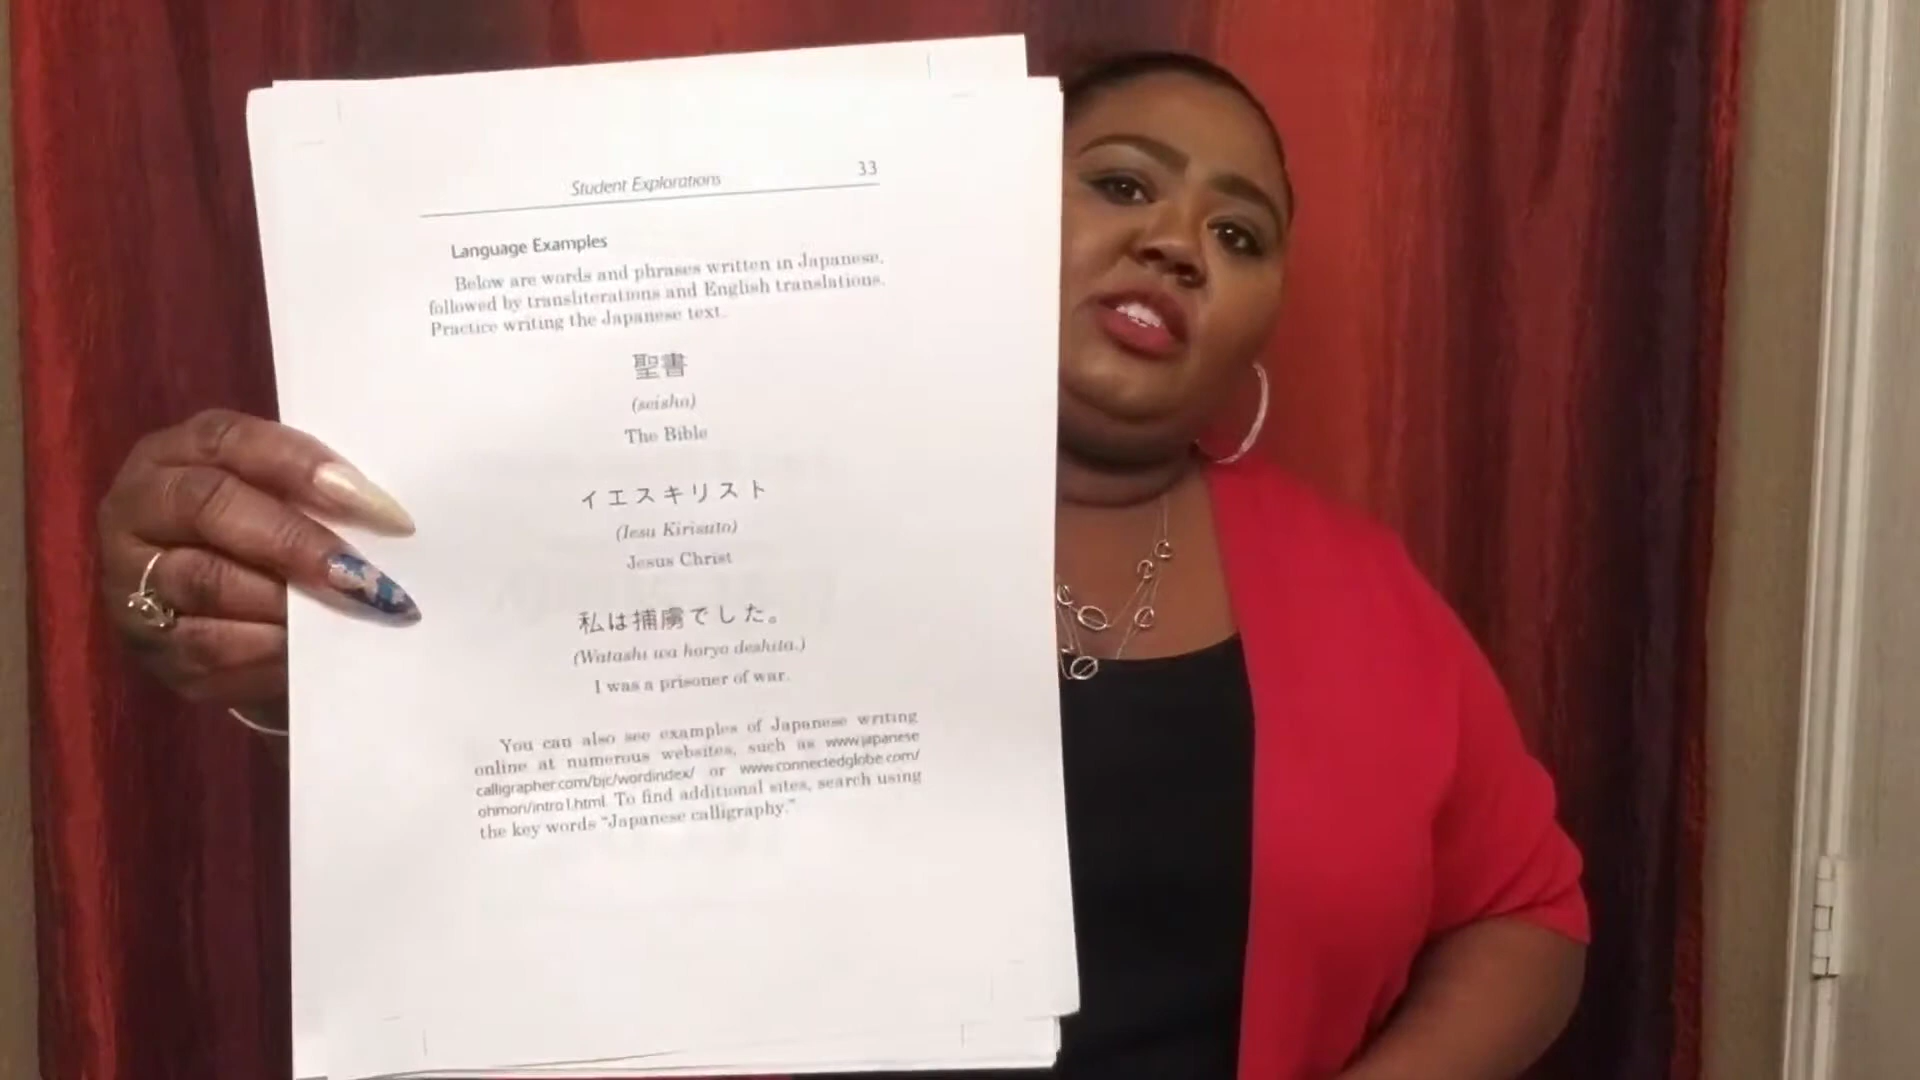 Student Explorations 33
Language Examples
Below are words and phrases written in Japanese,
followed by transliterations and English translations.
Practice writing the Japanese text.
聖書
(seisho)
The Bible
イエスキリスト
(Iesu Kirisuto)
Jesus Christ
私は捕虜でした。
(Watashi wa horyo deshita.)
I was a prisoner of war.
You can also see examples of Japanese writing
online at numerous websites, such as www.japanese
calligrapher.com/bjc/wordindex/ or www.connectedglobe.com/
ohmori/intro1.html. To find additional sites, search using
the key words "Japanese calligraphy."